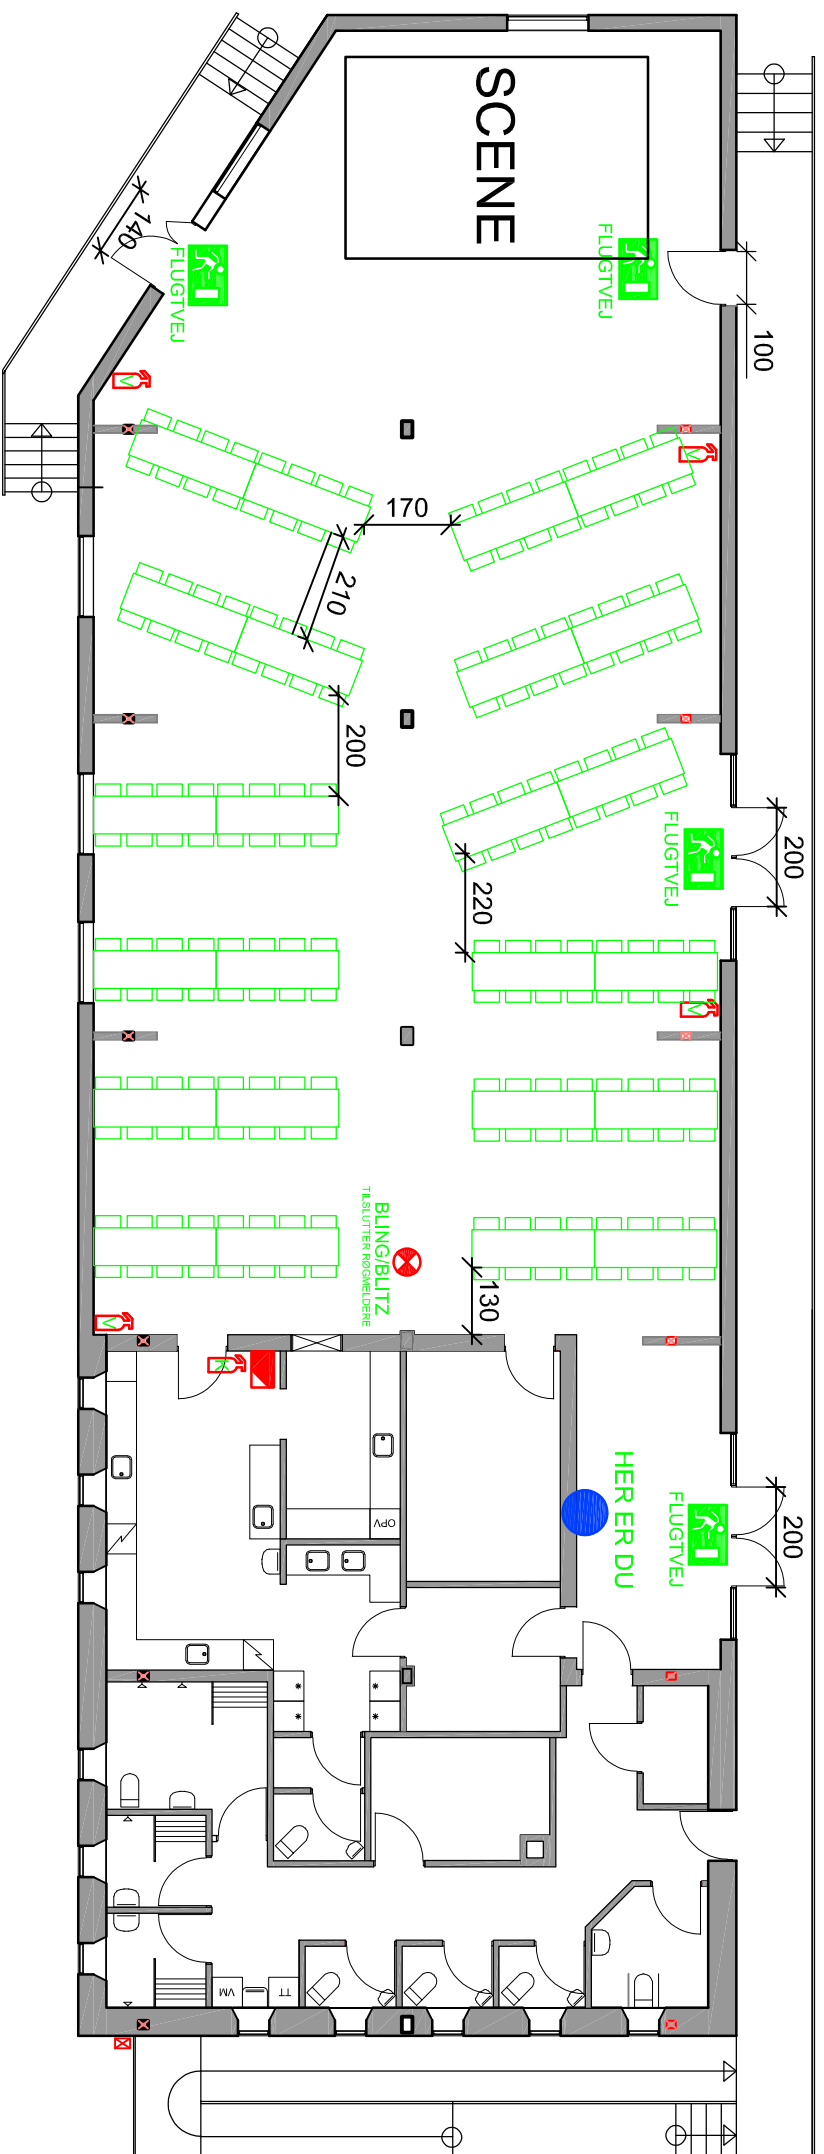 SCENE
140
FLUGTVEJ
FLUGTVEJ
100
V
V
170
210
200
FLUGTVEJ
200
220
V
BLING/BLITZ
TILSLUTTER RØGMELDERE
130
V
K
HER ER DU
FLUGTVEJ
200
OPV
VM
TT